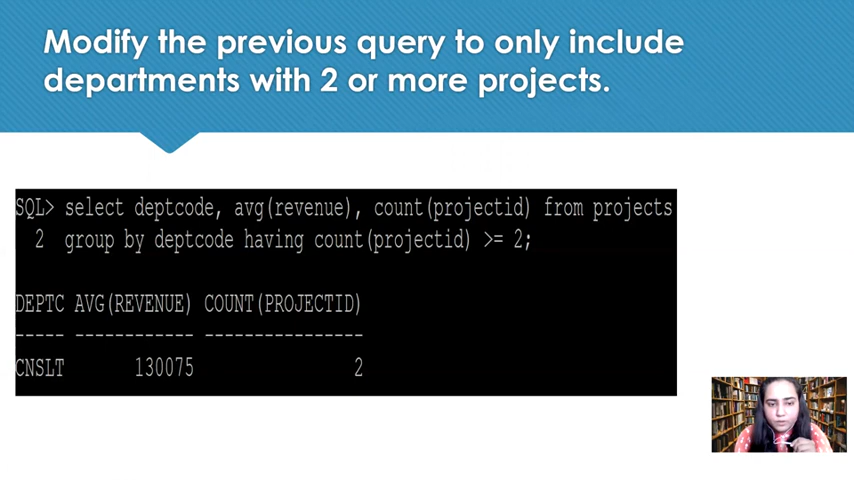 Modify the previous query to only include
departments with 2 or more projects.
SQL> select deptcode, avg(revenue), count(projectid) from projects
2 group by deptcode having count(projectid) >= 2;
DEPTC AVG(REVENUE) COUNT(PROJECTID)
----- ------------ ----------------
CNSLT 130075 2